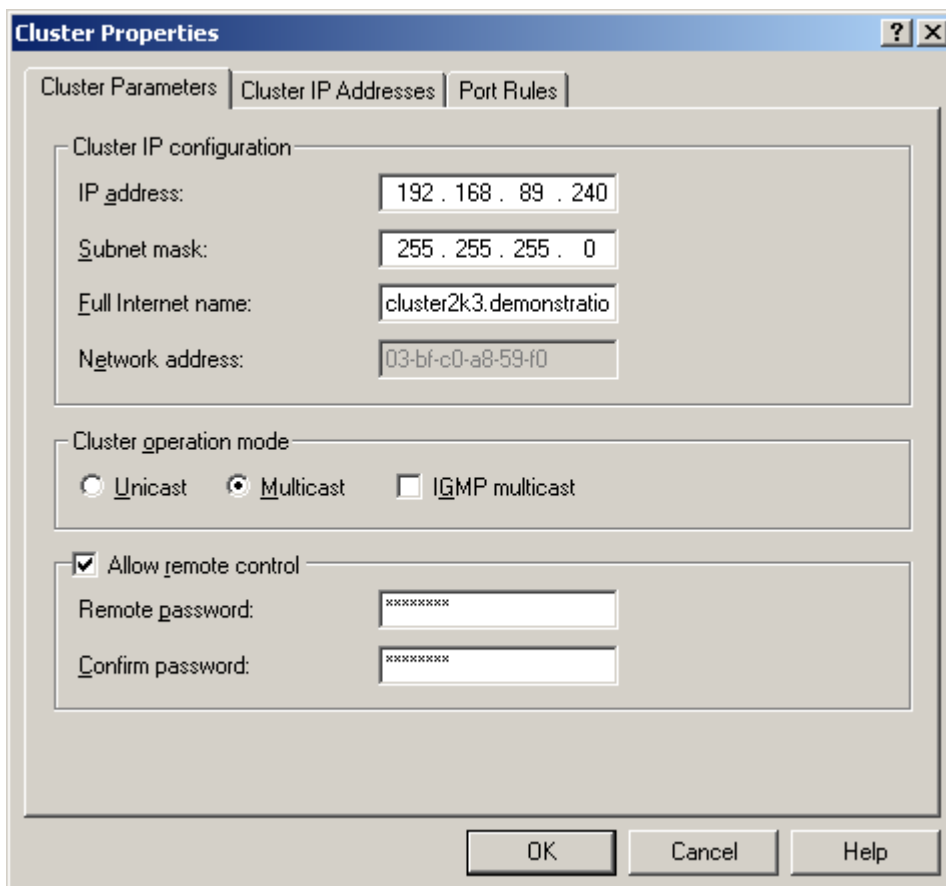 Cluster Properties
Cluster Parameters Cluster IP Addresses Port Rules
Cluster IP configuration
IP address: 192 . 168 . 89 . 240
Subnet mask: 255 . 255 . 255 . 0
Full Internet name: cluster2k3.demonstratio
Network address: 03-bf-c0-a8-59-f0
Cluster operation mode
Unicast Multicast IGMP multicast
Allow remote control
Remote password: ********
Confirm password: ********
OK Cancel Help